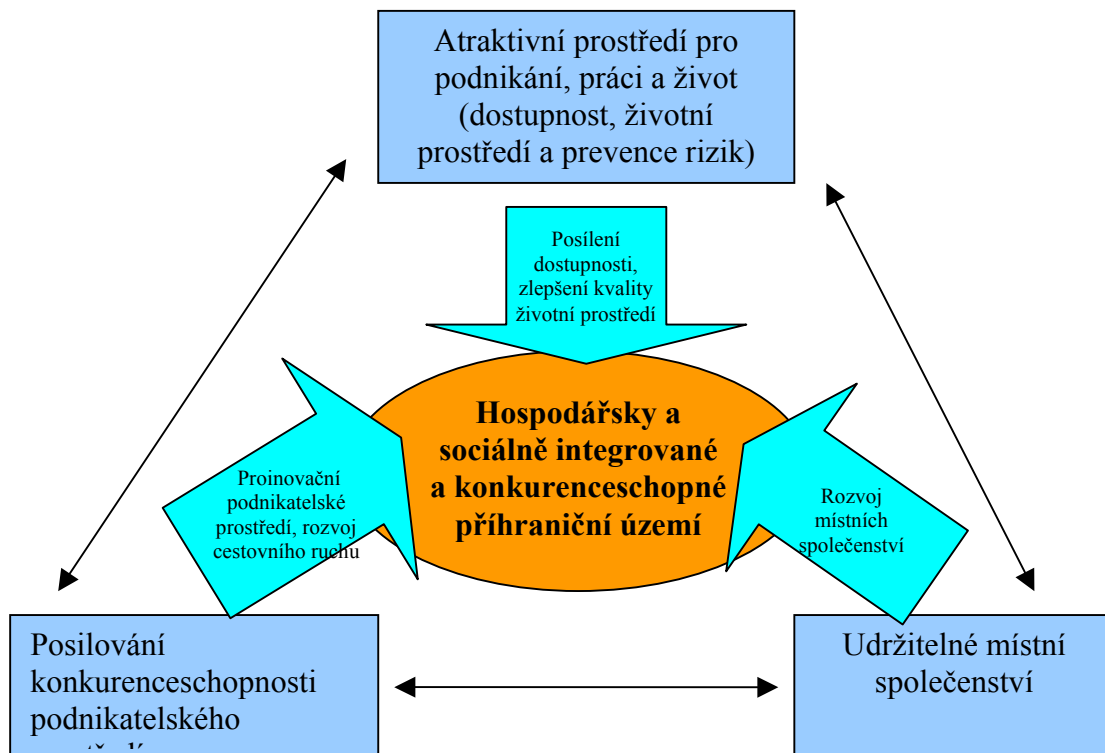 Atraktivní prostředí pro
podnikání, práci a život
(dostupnost, životní
prostředí a prevence rizik)
Posílení
dostupnosti,
zlepšení kvality
životní prostředí
Hospodářsky a
sociálně integrované
a konkurenceschopné
příhraniční území
Proinovační
podnikatelské
prostředí, rozvoj
cestovního ruchu
Rozvoj
místních
společenství
Posilování
konkurenceschopnosti
podnikatelského
Udržitelné místní
společenství